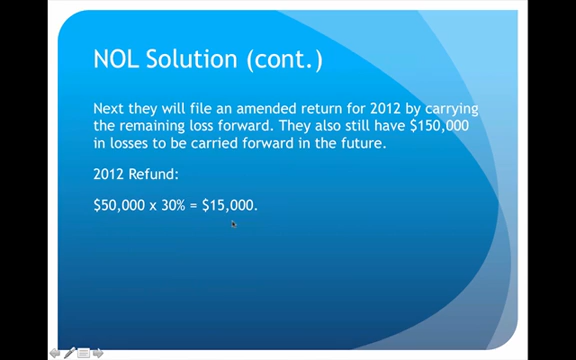 NOL Solution (cont.)
Next they will file an amended return for 2012 by carrying
the remaining loss forward. They also still have $150,000
in losses to be carried forward in the future.
2012 Refund:
$50,000 x 30% = $15,000.